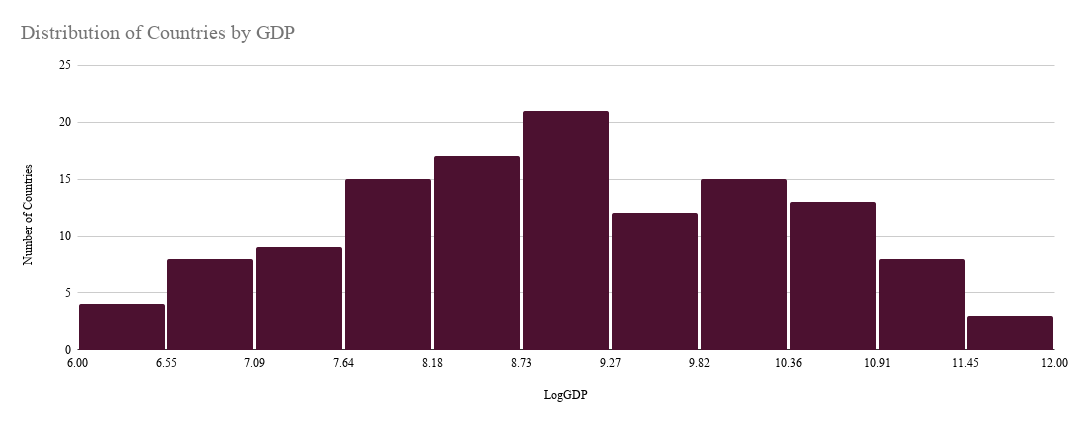 Distribution of Countries by GDP
25
20
15
10
5
0
Number of Countries
6.00 6.55 7.09 7.64 8.18 8.73 9.27 9.82 10.36 10.91 11.45 12.00
LogGDP